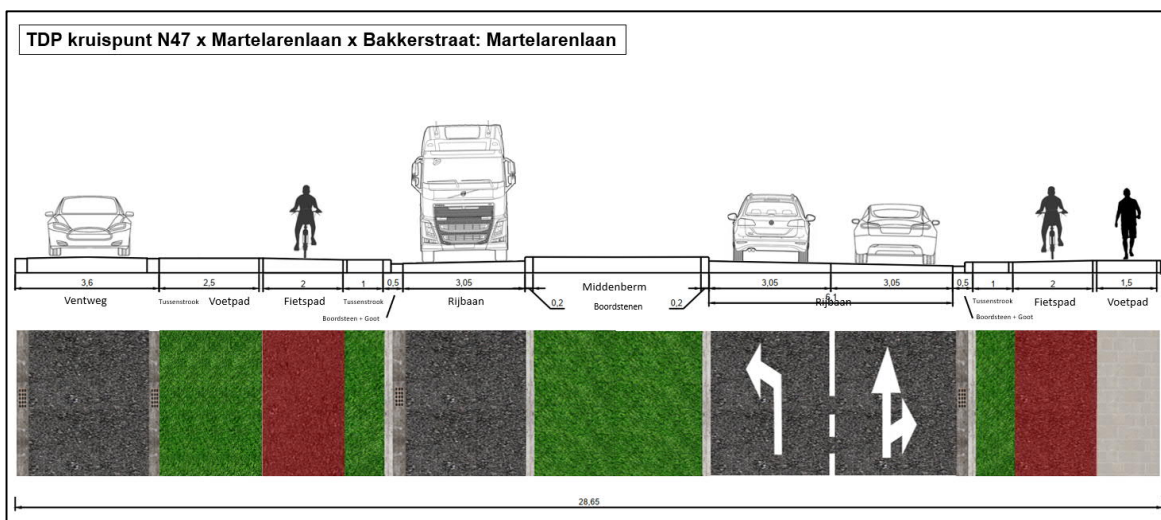 TDP kruispunt N47 x Martelarenlaan x Bakkerstraat: Martelarenlaan
3,6 2,5 2 1 0,5 3,05 Middenberm 3,05 3,05 0,5 1 2 1,5
Ventweg Tussenstrook Voetpad Fietspad Tussenstrook Rijbaan 0,2 Boordstenen 0,2 Rijbaan 6,1 Tussenstrook Fietspad Voetpad
Boordsteen + Goot Boordsteen + Goot
28,65